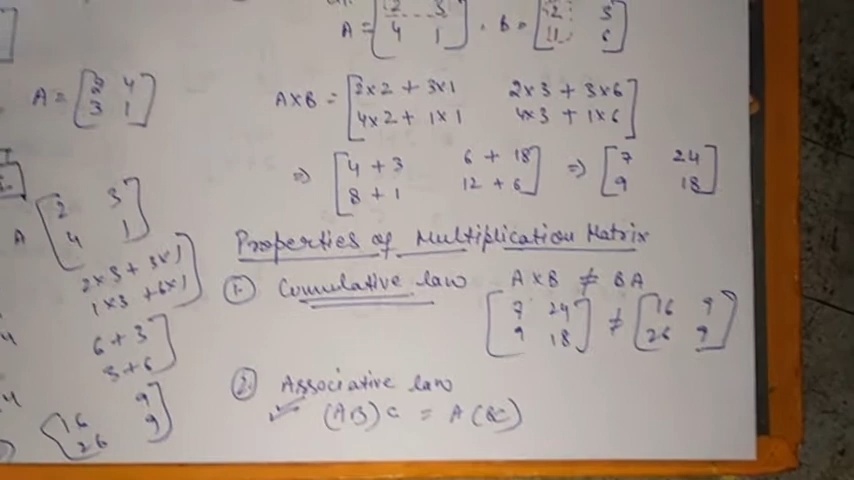 A = [2 3
4 1] , B = [2 3
1 6]
A = [2 4
3 1]
A×B = [2×2 + 3×1 2×3 + 3×6
4×2 + 1×1 4×3 + 1×6]
⇒ [4 + 3 6 + 18
8 + 1 12 + 6] ⇒ [7 24
9 18]
A [2 3
4 1]
2×3 + 3×1
1×3 + 6×1]
6 + 3
3 + 6]
[16 9
26 9]
Properties of Multiplication Matrix
1. Cumulative law A×B ≠ BA
[7 24
9 18] ≠ [16 9
26 9]
2. Associative law
✓ (AB)C = A(BC)